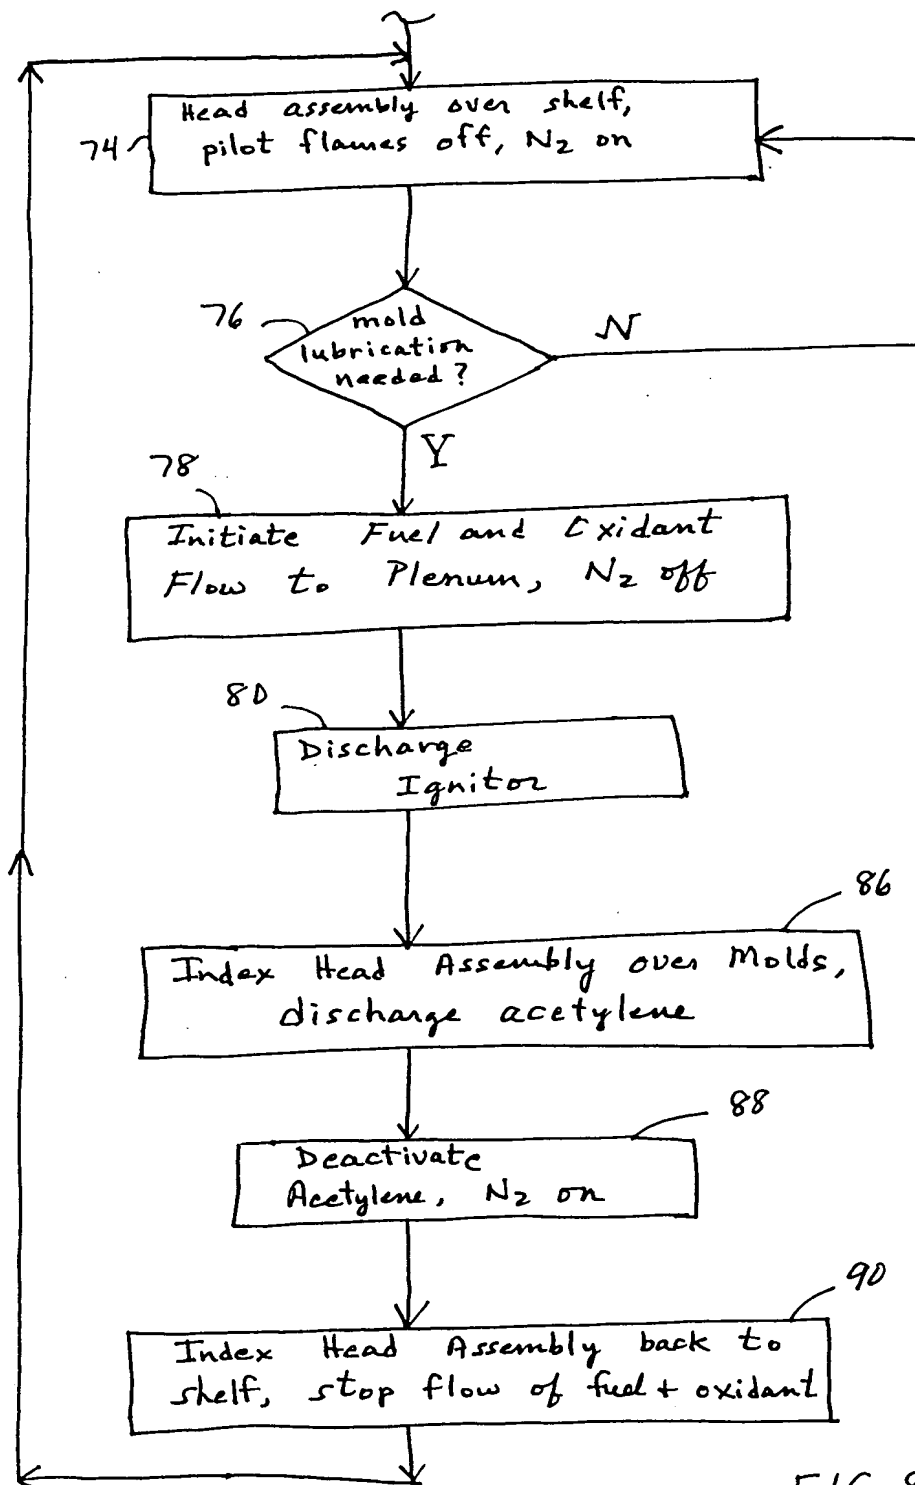 Head assembly over shelf,
74
pilot flames off, N₂ on
76
mold
lubrication
needed?
N
Y
78
Initiate Fuel and Oxidant
Flow to Plenum, N₂ off
80
Discharge
Ignitor
86
Index Head Assembly over Molds,
discharge acetylene
88
Deactivate
Acetylene, N₂ on
90
Index Head Assembly back to
shelf, stop flow of fuel + oxidant